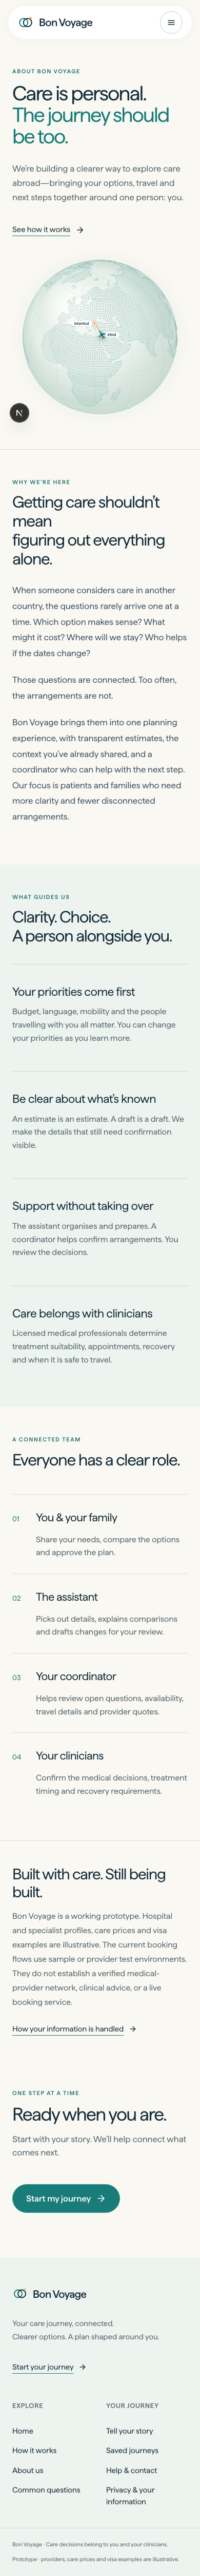 Bon Voyage
ABOUT BON VOYAGE
Care is personal.
The journey should
be too.
We're building a clearer way to explore care
abroad—bringing your options, travel and
next steps together around one person: you.
See how it works
Istanbul
N
WHY WE'RE HERE
Getting care shouldn't
mean
figuring out everything
alone.
When someone considers care in another
country, the questions rarely arrive one at a
time. Which option makes sense? What
might it cost? Where will we stay? Who helps
if the dates change?
Those questions are connected. Too often,
the arrangements are not.
Bon Voyage brings them into one planning
experience, with transparent estimates, the
context you've already shared, and a
coordinator who can help with the next step.
Our focus is patients and families who need
more clarity and fewer disconnected
arrangements.
WHAT GUIDES US
Clarity. Choice.
A person alongside you.
Your priorities come first
Budget, language, mobility and the people
travelling with you all matter. You can change
your priorities as you learn more.
Be clear about what's known
An estimate is an estimate. A draft is a draft. We
make the details that still need confirmation
visible.
Support without taking over
The assistant organises and prepares. A
coordinator helps confirm arrangements. You
review the decisions.
Care belongs with clinicians
Licensed medical professionals determine
treatment suitability, appointments, recovery
and when it is safe to travel.
A CONNECTED TEAM
Everyone has a clear role.
01 You & your family
Share your needs, compare the options
and approve the plan.
02 The assistant
Picks out details, explains comparisons
and drafts changes for your review.
03 Your coordinator
Helps review open questions, availability,
travel details and provider quotes.
04 Your clinicians
Confirm the medical decisions, treatment
timing and recovery requirements.
Built with care. Still being
built.
Bon Voyage is a working prototype. Hospital
and specialist profiles, care prices and visa
examples are illustrative. The current booking
flows use sample or provider test environments.
They do not establish a verified medical-
provider network, clinical advice, or a live
booking service.
How your information is handled
ONE STEP AT A TIME
Ready when you are.
Start with your story. We'll help connect what
comes next.
Start my journey
Bon Voyage
Your care journey, connected.
Clearer options. A plan shaped around you.
Start your journey
EXPLORE
Home
How it works
About us
Common questions
YOUR JOURNEY
Tell your story
Saved journeys
Help & contact
Privacy & your
information
Bon Voyage · Care decisions belong to you and your clinicians.
Prototype · providers, care prices and visa examples are illustrative.